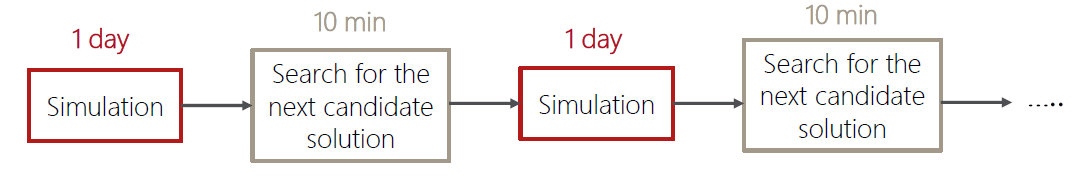 1 day
Simulation
10 min
Search for the
next candidate
solution
1 day
Simulation
10 min
Search for the
next candidate
solution
.....